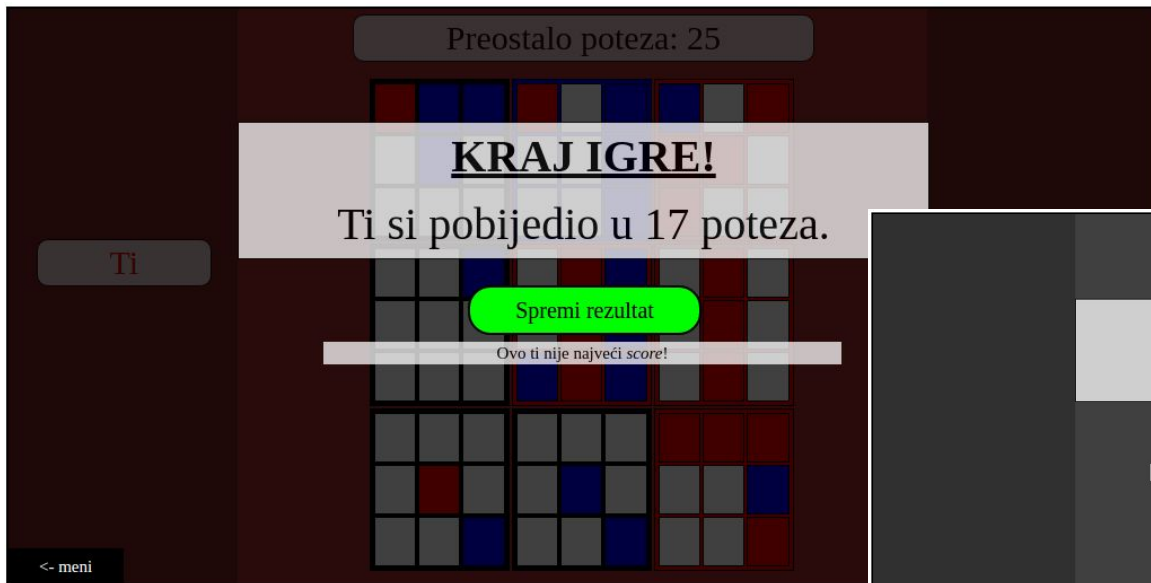 Preostalo poteza: 25
KRAJ IGRE!
Ti si pobijedio u 17 poteza.
Ti
Spremi rezultat
Ovo ti nije najveći score!
<- meni